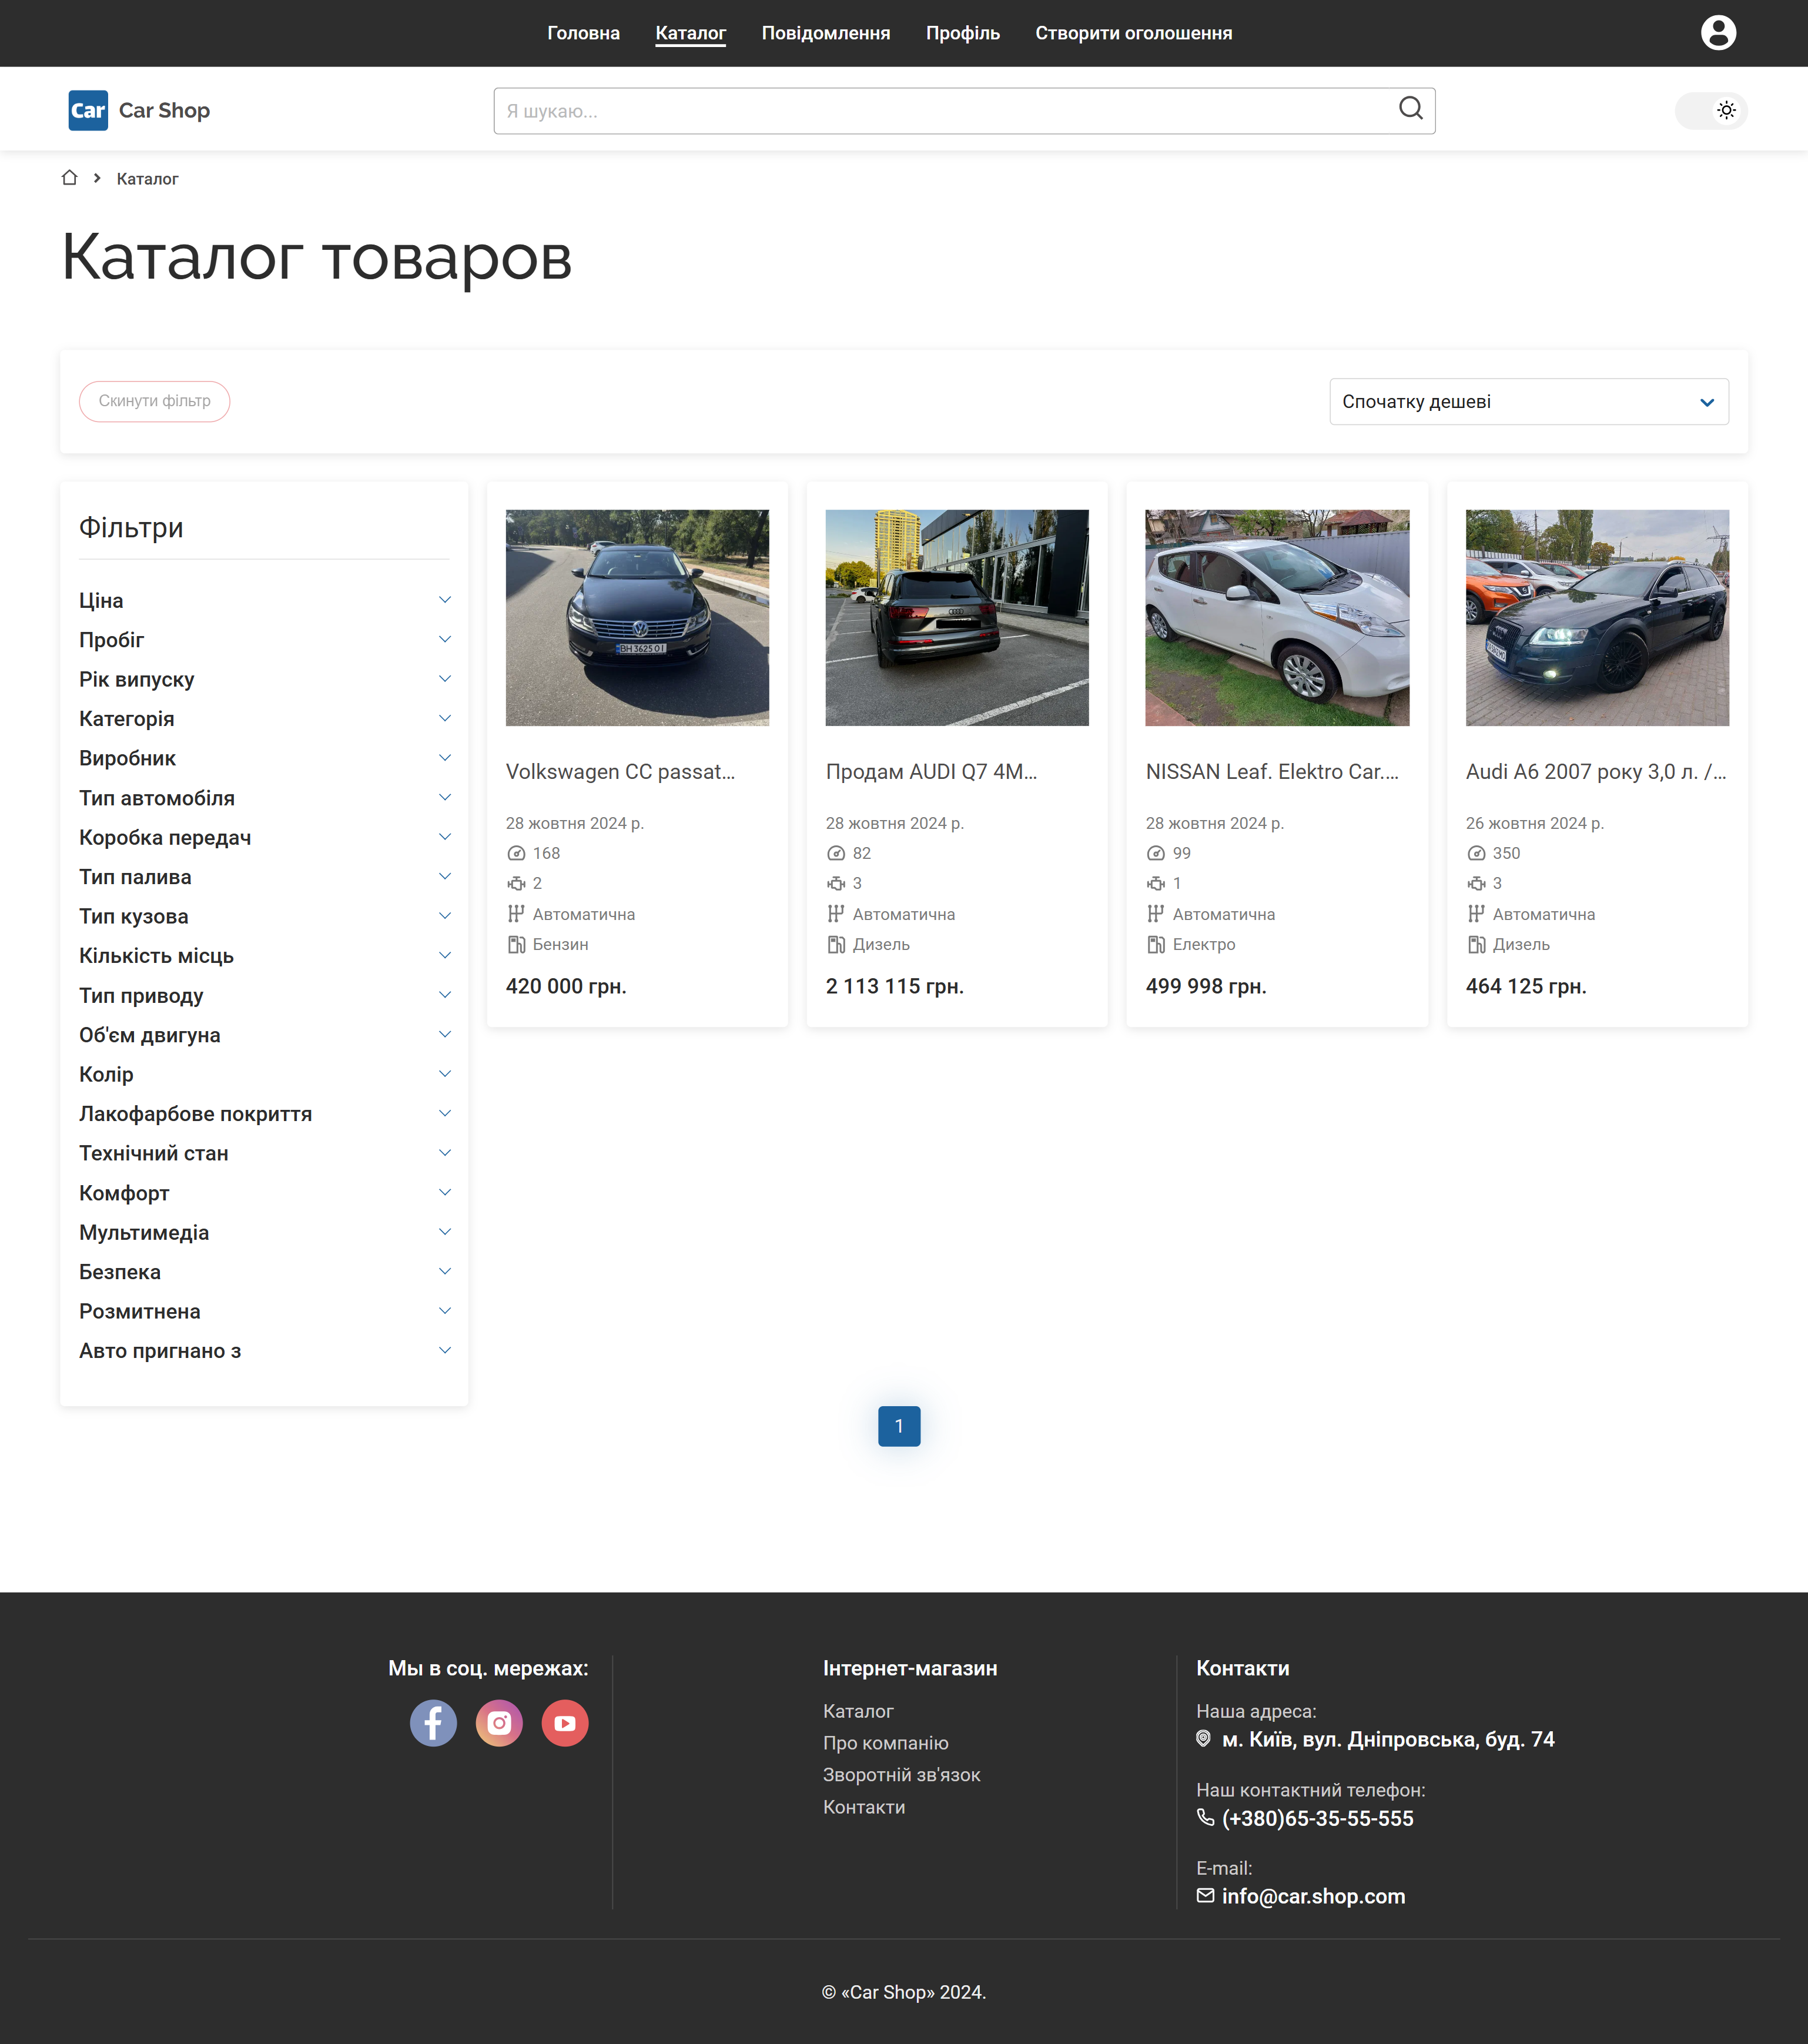 Головна Каталог Повідомлення Профіль Створити оголошення
Car Car Shop
Я шукаю...
Каталог
Каталог товаров
Скинути фільтр
Спочатку дешеві
Фільтри
Ціна
Пробіг
Рік випуску
Категорія
Виробник
Тип автомобіля
Коробка передач
Тип палива
Тип кузова
Кількість місць
Тип приводу
Об'єм двигуна
Колір
Лакофарбове покриття
Технічний стан
Комфорт
Мультимедіа
Безпека
Розмитнена
Авто пригнано з
BH 3625 OI
Volkswagen CC passat...
28 жовтня 2024 р.
168
2
Автоматична
Бензин
420 000 грн.
Продам AUDI Q7 4M...
28 жовтня 2024 р.
82
3
Автоматична
Дизель
2 113 115 грн.
NISSAN Leaf. Elektro Car....
28 жовтня 2024 р.
99
1
Автоматична
Електро
499 998 грн.
Audi A6 2007 року 3,0 л. /...
26 жовтня 2024 р.
350
3
Автоматична
Дизель
464 125 грн.
1
Мы в соц. мережах:
Інтернет-магазин
Каталог
Про компанію
Зворотній зв'язок
Контакти
Контакти
Наша адреса:
м. Київ, вул. Дніпровська, буд. 74
Наш контактний телефон:
(+380)65-35-55-555
E-mail:
info@car.shop.com
© «Car Shop» 2024.